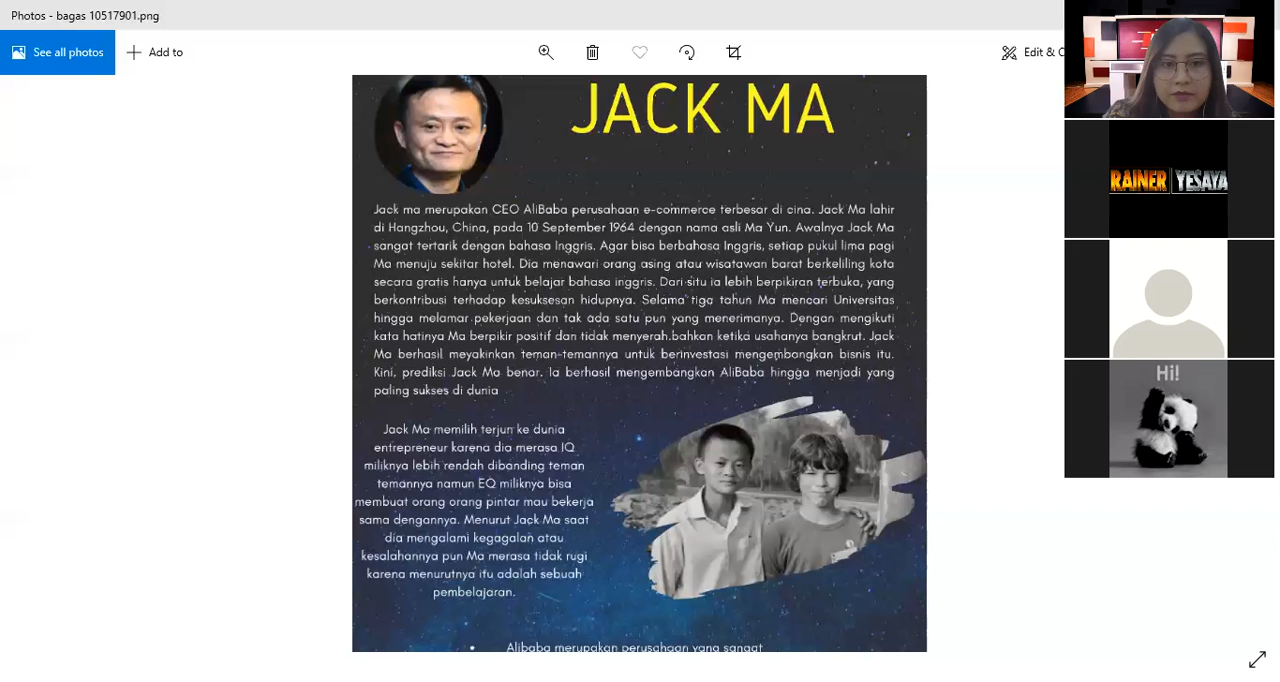 Photos - bagas 10517901.png
See all photos
Add to
Edit & C
JACK MA
Jack ma merupakan CEO AliBaba perusahaan e-commerce terbesar di cina. Jack Ma lahir
di Hangzhou, China, pada 10 September 1964 dengan nama asli Ma Yun. Awalnya Jack Ma
sangat tertarik dengan bahasa Inggris. Agar bisa berbahasa Inggris, setiap pukul lima pagi
Ma menuju sekitar hotel. Dia menawari orang asing atau wisatawan barat berkeliling kota
secara gratis hanya untuk belajar bahasa inggris. Dari situ ia lebih berpikiran terbuka, yang
berkontribusi terhadap kesuksesan hidupnya. Selama tiga tahun Ma mencari Universitas
hingga melamar pekerjaan dan tak ada satu pun yang menerimanya. Dengan mengikuti
kata hatinya Ma berpikir positif dan tidak menyerah.bahkan ketika usahanya bangkrut. Jack
Ma berhasil meyakinkan teman-temannya untuk berinvestasi mengembangkan bisnis itu.
Kini, prediksi Jack Ma benar. Ia berhasil mengembangkan AliBaba hingga menjadi yang
paling sukses di dunia
Jack Ma memilih terjun ke dunia
entrepreneur karena dia merasa IQ
miliknya lebih rendah dibanding teman
temannya namun EQ miliknya bisa
membuat orang orang pintar mau bekerja
sama dengannya. Menurut Jack Ma saat
dia mengalami kegagalan atau
kesalahannya pun Ma merasa tidak rugi
karena menurutnya itu adalah sebuah
pembelajaran.
• Alibaba merupakan perusahaan yang sangat
RAINER YESAYA
Hi!